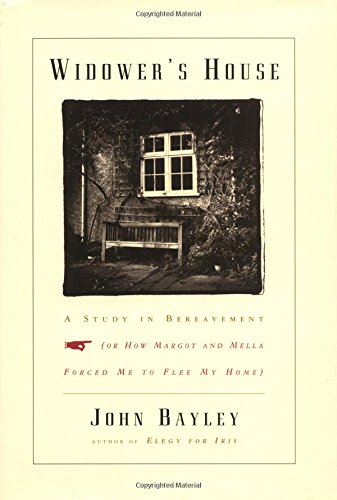 Copyrighted Material
WIDOWER'S HOUSE
A STUDY IN BEREAVEMENT
{OR HOW MARGOT AND MELLA
FORCED ME TO FLEE MY HOME}
JOHN BAYLEY
AUTHOR OF ELEGY FOR IRIS
Copyrighted Material